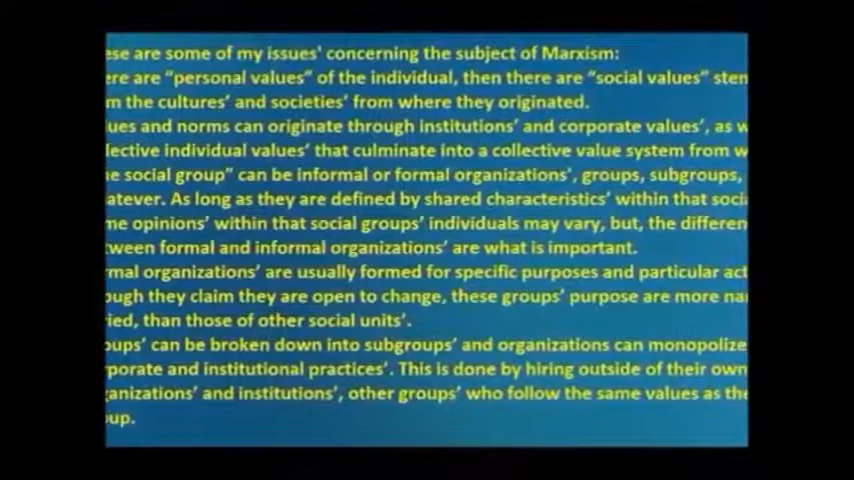 ese are some of my issues' concerning the subject of Marxism:
ere are “personal values” of the individual, then there are “social values” sten
m the cultures’ and societies’ from where they originated.
ues and norms can originate through institutions’ and corporate values’, as w
lective individual values’ that culminate into a collective value system from w
e social group” can be informal or formal organizations’, groups, subgroups,
atever. As long as they are defined by shared characteristics’ within that soci
me opinions’ within that social groups’ individuals may vary, but, the differen
ween formal and informal organizations’ are what is important.
rmal organizations’ are usually formed for specific purposes and particular act
ough they claim they are open to change, these groups’ purpose are more na
ied, than those of other social units’.
oups’ can be broken down into subgroups’ and organizations can monopolize
porate and institutional practices’. This is done by hiring outside of their own
ganizations’ and institutions’, other groups’ who follow the same values as the
oup.